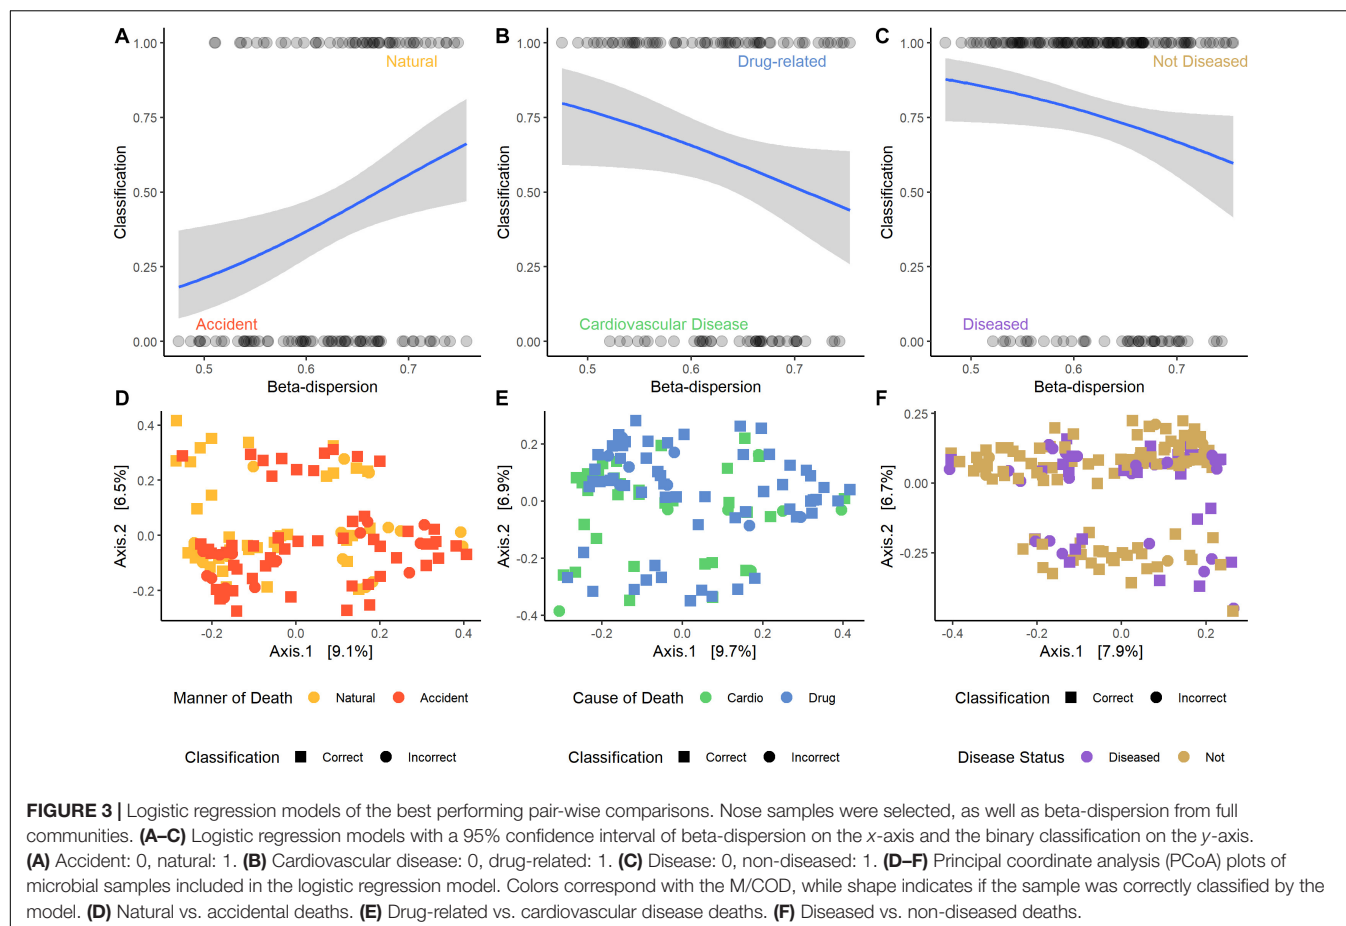 A
B
C
1.00
0.75
0.50
0.25
0.00
Classification
Natural
Accident
0.5
0.6
0.7
Beta-dispersion
1.00
0.75
0.50
0.25
0.00
Classification
Drug-related
Cardiovascular Disease
0.5
0.6
0.7
Beta-dispersion
1.00
0.75
0.50
0.25
0.00
Classification
Not Diseased
Diseased
0.5
0.6
0.7
Beta-dispersion
D
E
F
0.4
0.2
0.0
-0.2
Axis.2 [6.5%]
-0.2
0.0
0.2
0.4
Axis.1 [9.1%]
0.2
0.0
-0.2
-0.4
Axis.2 [6.9%]
-0.2
0.0
0.2
0.4
Axis.1 [9.7%]
0.25
0.00
-0.25
Axis.2 [6.7%]
-0.4
-0.2
0.0
0.2
Axis.1 [7.9%]
Manner of Death Natural Accident
Cause of Death Cardio Drug
Classification Correct Incorrect
Classification Correct Incorrect
Classification Correct Incorrect
Disease Status Diseased Not
FIGURE 3 | Logistic regression models of the best performing pair-wise comparisons. Nose samples were selected, as well as beta-dispersion from full
communities. (A–C) Logistic regression models with a 95% confidence interval of beta-dispersion on the x-axis and the binary classification on the y-axis.
(A) Accident: 0, natural: 1. (B) Cardiovascular disease: 0, drug-related: 1. (C) Disease: 0, non-diseased: 1. (D–F) Principal coordinate analysis (PCoA) plots of
microbial samples included in the logistic regression model. Colors correspond with the M/COD, while shape indicates if the sample was correctly classified by the
model. (D) Natural vs. accidental deaths. (E) Drug-related vs. cardiovascular disease deaths. (F) Diseased vs. non-diseased deaths.